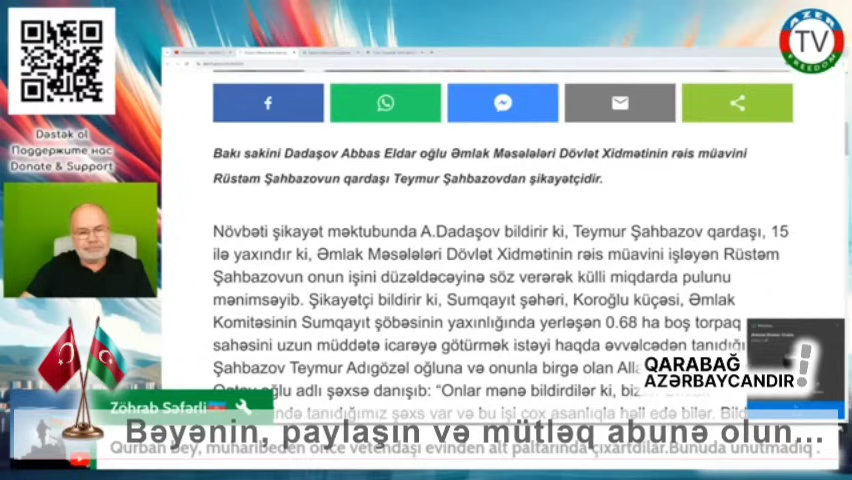 AZER
TV
FREEDOM
Dəstək ol
Поддержите нас
Donate & Support
Bakı sakini Dadaşov Abbas Eldar oğlu Əmlak Məsələləri Dövlət Xidmətinin rəis müavini
Rüstəm Şahbazovun qardaşı Teymur Şahbazovdan şikayətçidir.
Növbəti şikayət məktubunda A.Dadaşov bildirir ki, Teymur Şahbazov qardaşı, 15
ilə yaxındır ki, Əmlak Məsələləri Dövlət Xidmətinin rəis müavini işləyən Rüstəm
Şahbazovun onun işini düzəldəcəyinə söz verərək külli miqdarda pulunu
mənimsəyib. Şikayətçi bildirir ki, Sumqayıt şəhəri, Koroğlu küçəsi, Əmlak
Komitəsinin Sumqayıt şöbəsinin yaxınlığında yerləşən 0.68 ha boş torpaq
sahəsini uzun müddətə icarəyə götürmək istəyi haqda əvvəlcədən tanıdığı
Şahbazov Teymur Adıgözəl oğluna və onunla birgə olan
oğlu adlı şəxsə danışıb: “Onlar mənə bildirdilər ki,
tanıdığımız şəxs var və bu işi çox asanlıqla həll edə bilər.
QARABAĞ
AZƏRBAYCANDIR!
Zöhrab Səfərli
Bəyənin, paylaşın və mütləq abunə olun...
Qurban bey, muharibeden once vetendaşı evinden alt paltarında çıxartdılar.Bunuda unutmadıq .